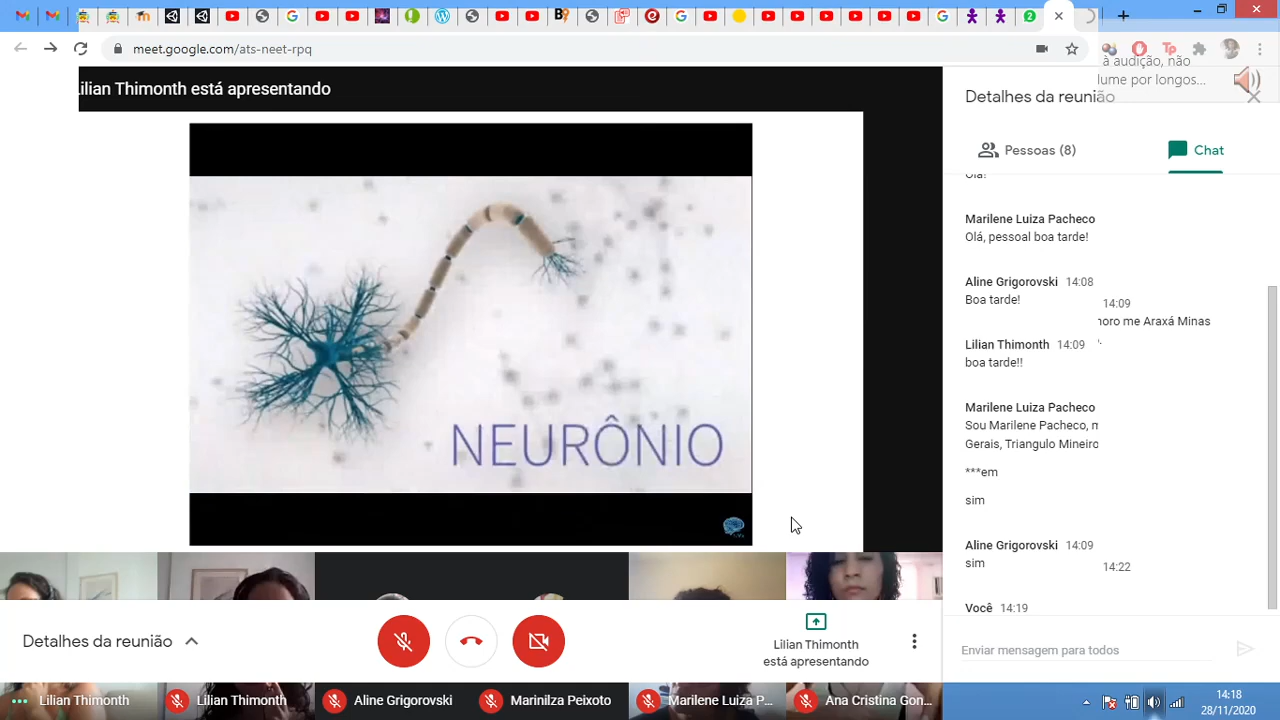 meet.google.com/ats-neet-rpq
à audição, não
lume por longos...
ilian Thimonth está apresentando
NEURÔNIO
Detalhes da reunião
Pessoas (8)
Chat
Olá!
Marilene Luiza Pacheco
Olá, pessoal boa tarde!
Aline Grigorovski 14:08
Boa tarde!
14:09
noro me Araxá Minas
Lilian Thimonth 14:09
boa tarde!!
Marilene Luiza Pacheco
Sou Marilene Pacheco, m
Gerais, Triangulo Mineiro
***em
sim
Aline Grigorovski 14:09
sim
14:22
Você 14:19
Enviar mensagem para todos
Detalhes da reunião
Lilian Thimonth
está apresentando
Lilian Thimonth
Lilian Thimonth
Aline Grigorovski
Marinilza Peixoto
Marilene Luiza P...
Ana Cristina Gon...
14:18
28/11/2020